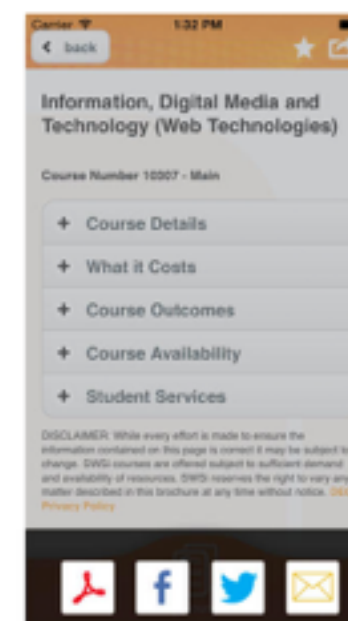 Carrier 1:32 PM
back
Information, Digital Media and
Technology (Web Technologies)
Course Number 10307 - Main
+ Course Details
+ What it Costs
+ Course Outcomes
+ Course Availability
+ Student Services
DISCLAIMER: While every effort is made to ensure the
information contained on this page is correct it may be subject to
change. SWSi courses are offered subject to sufficient demand
and availability of resources. SWSi reserves the right to vary any
matter described in this brochure at any time without notice.
Privacy Policy